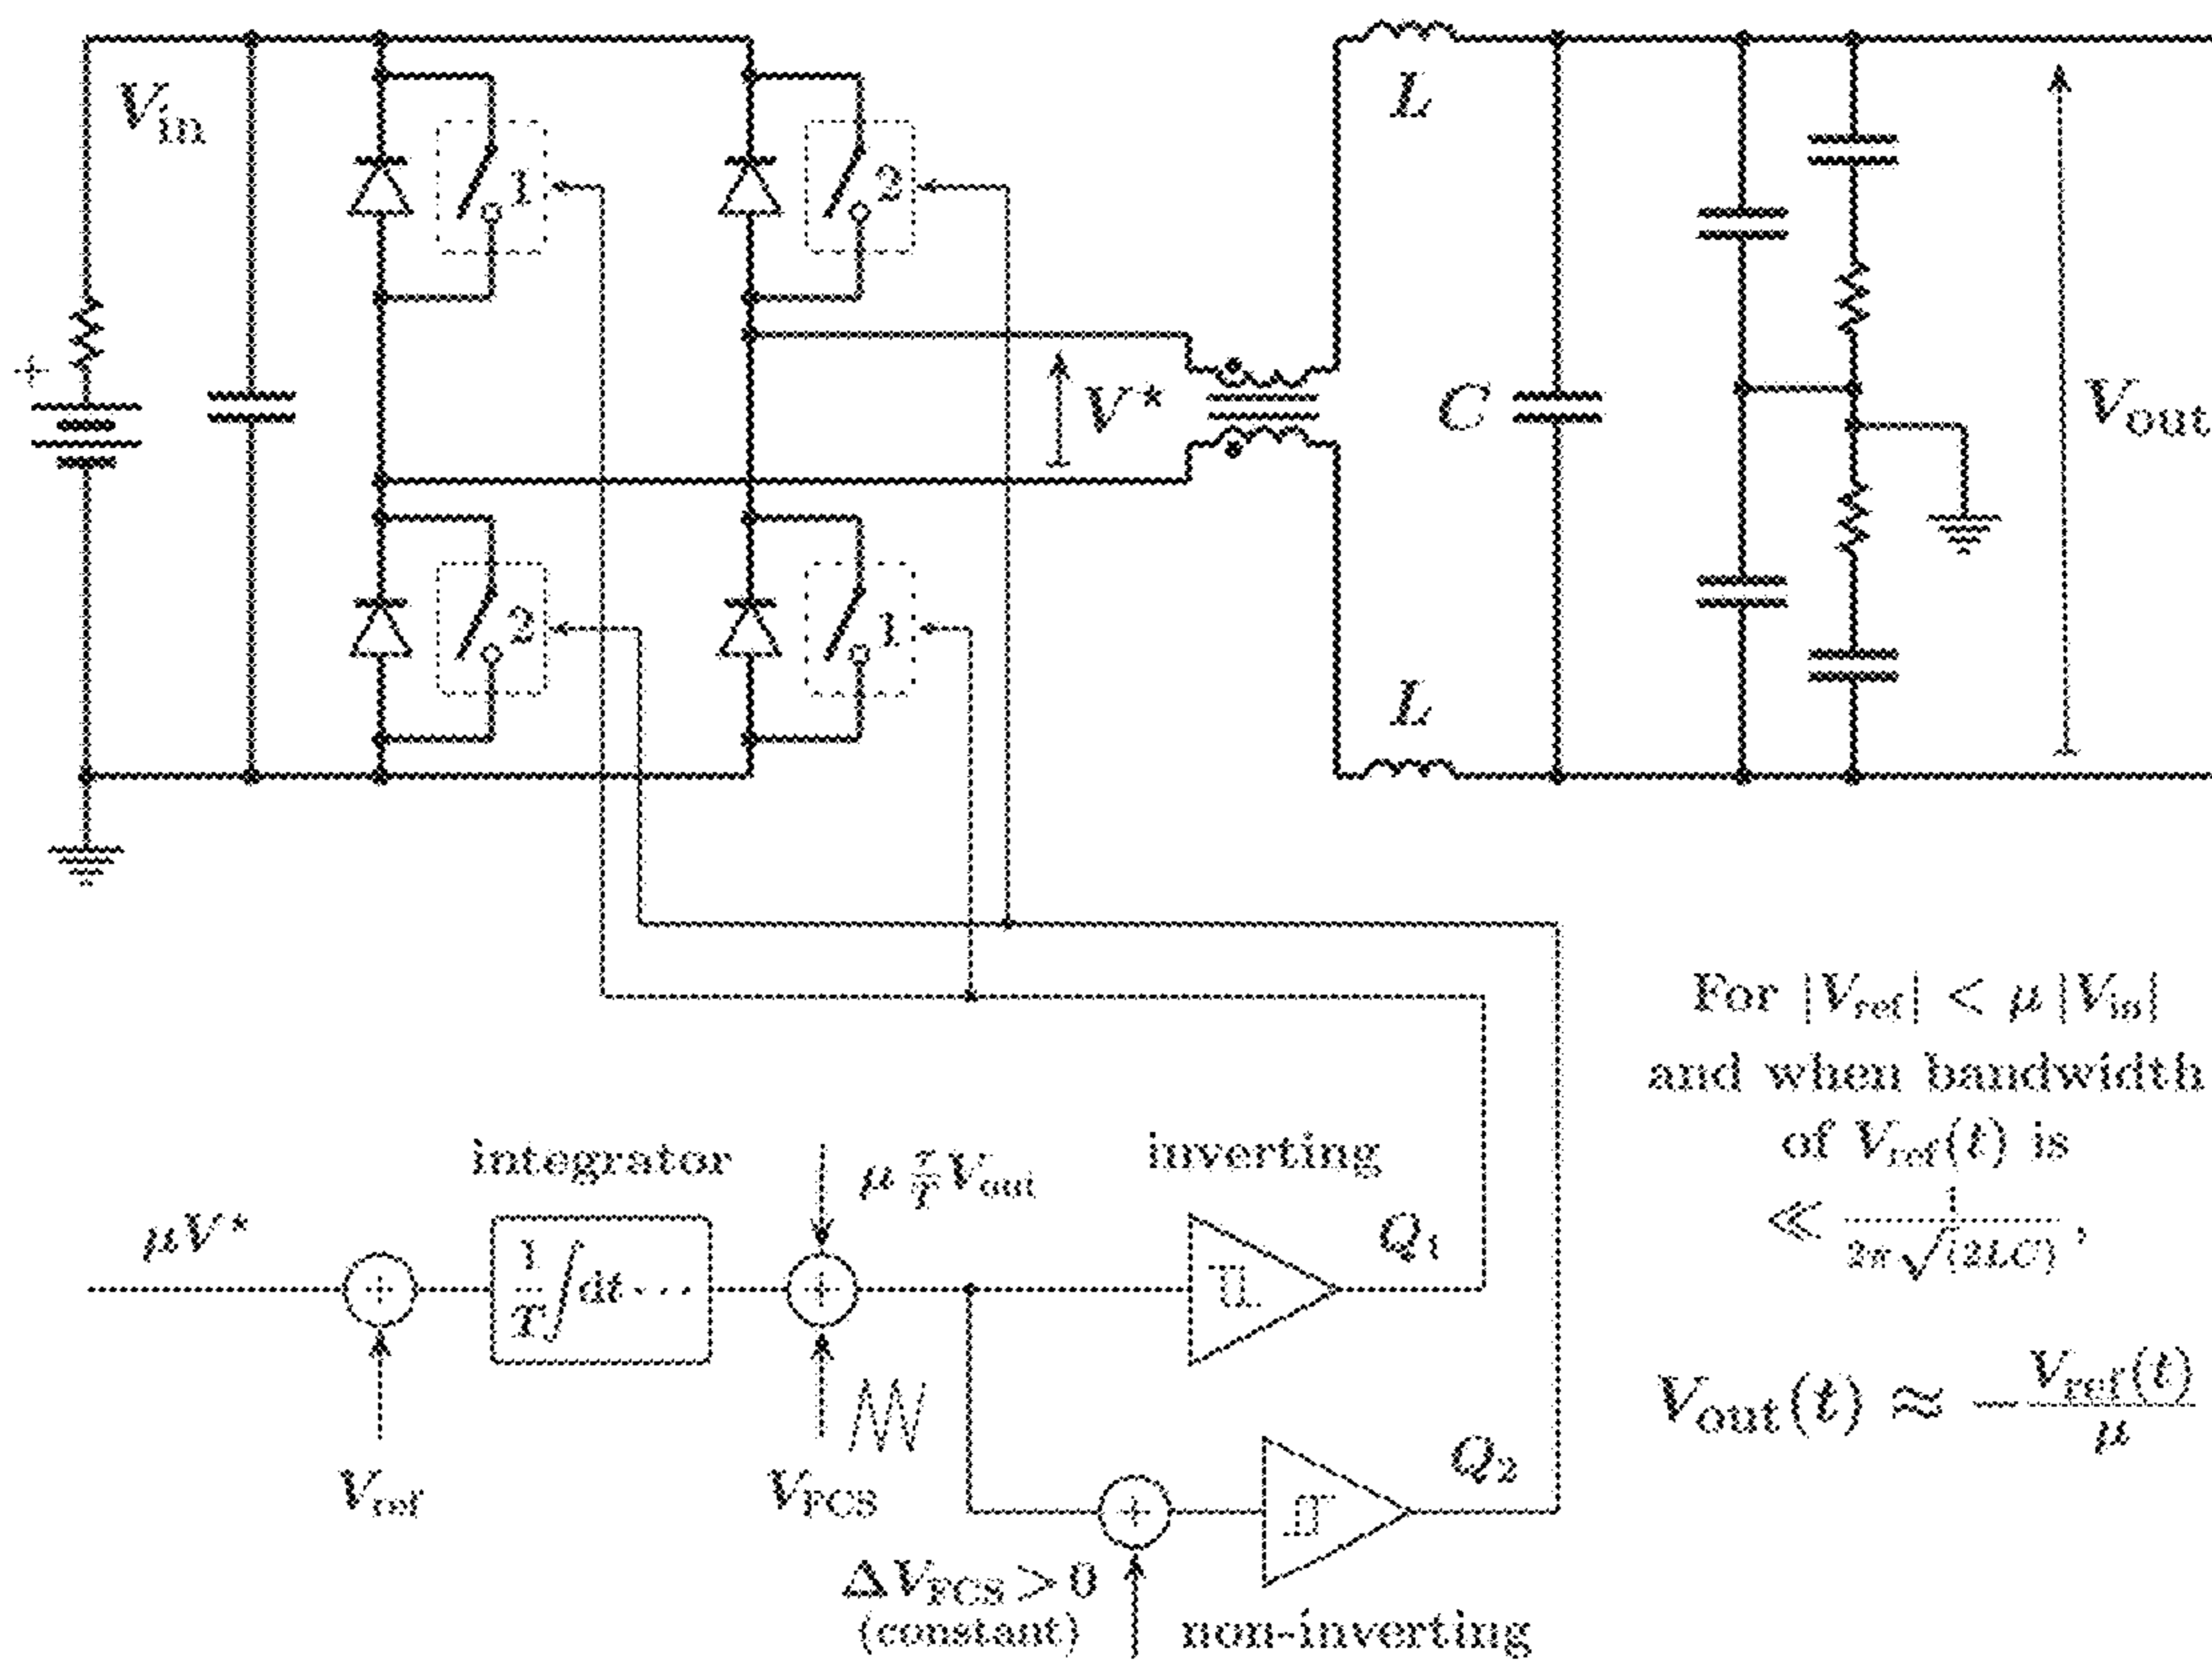 V_in
1
2
+
2
1
V*
L
L
C
V_out
For |V_ref| < μ |V_in|
and when bandwidth
of V_ref(t) is
≪ 1/(2π√(2LC)) ,
V_out(t) ≈ − V_ref(t)/μ
integrator
μ τ/T V_out
inverting
μV*
+
1/T ∫dt · · ·
+
Q_1
V_ref
V_FCS
Q_2
+
ΔV_FCS > 0
(constant)
non-inverting